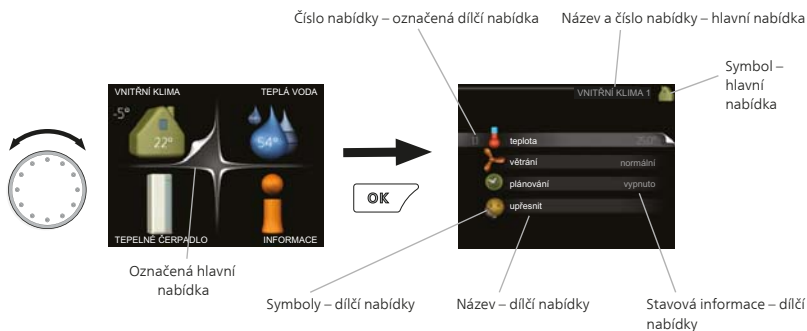 Číslo nabídky – označená dílčí nabídka
Název a číslo nabídky – hlavní nabídka
Symbol –
hlavní
nabídka
VNITŘNÍ KLIMA
TEPLÁ VODA
-5°
22°
54°
TEPELNÉ ČERPADLO
INFORMACE
OK
VNITŘNÍ KLIMA 1
teplota
větrání
normální
plánování
vypnuto
upřesnit
Označená hlavní
nabídka
Symboly – dílčí nabídky
Název – dílčí nabídky
Stavová informace – dílčí
nabídky